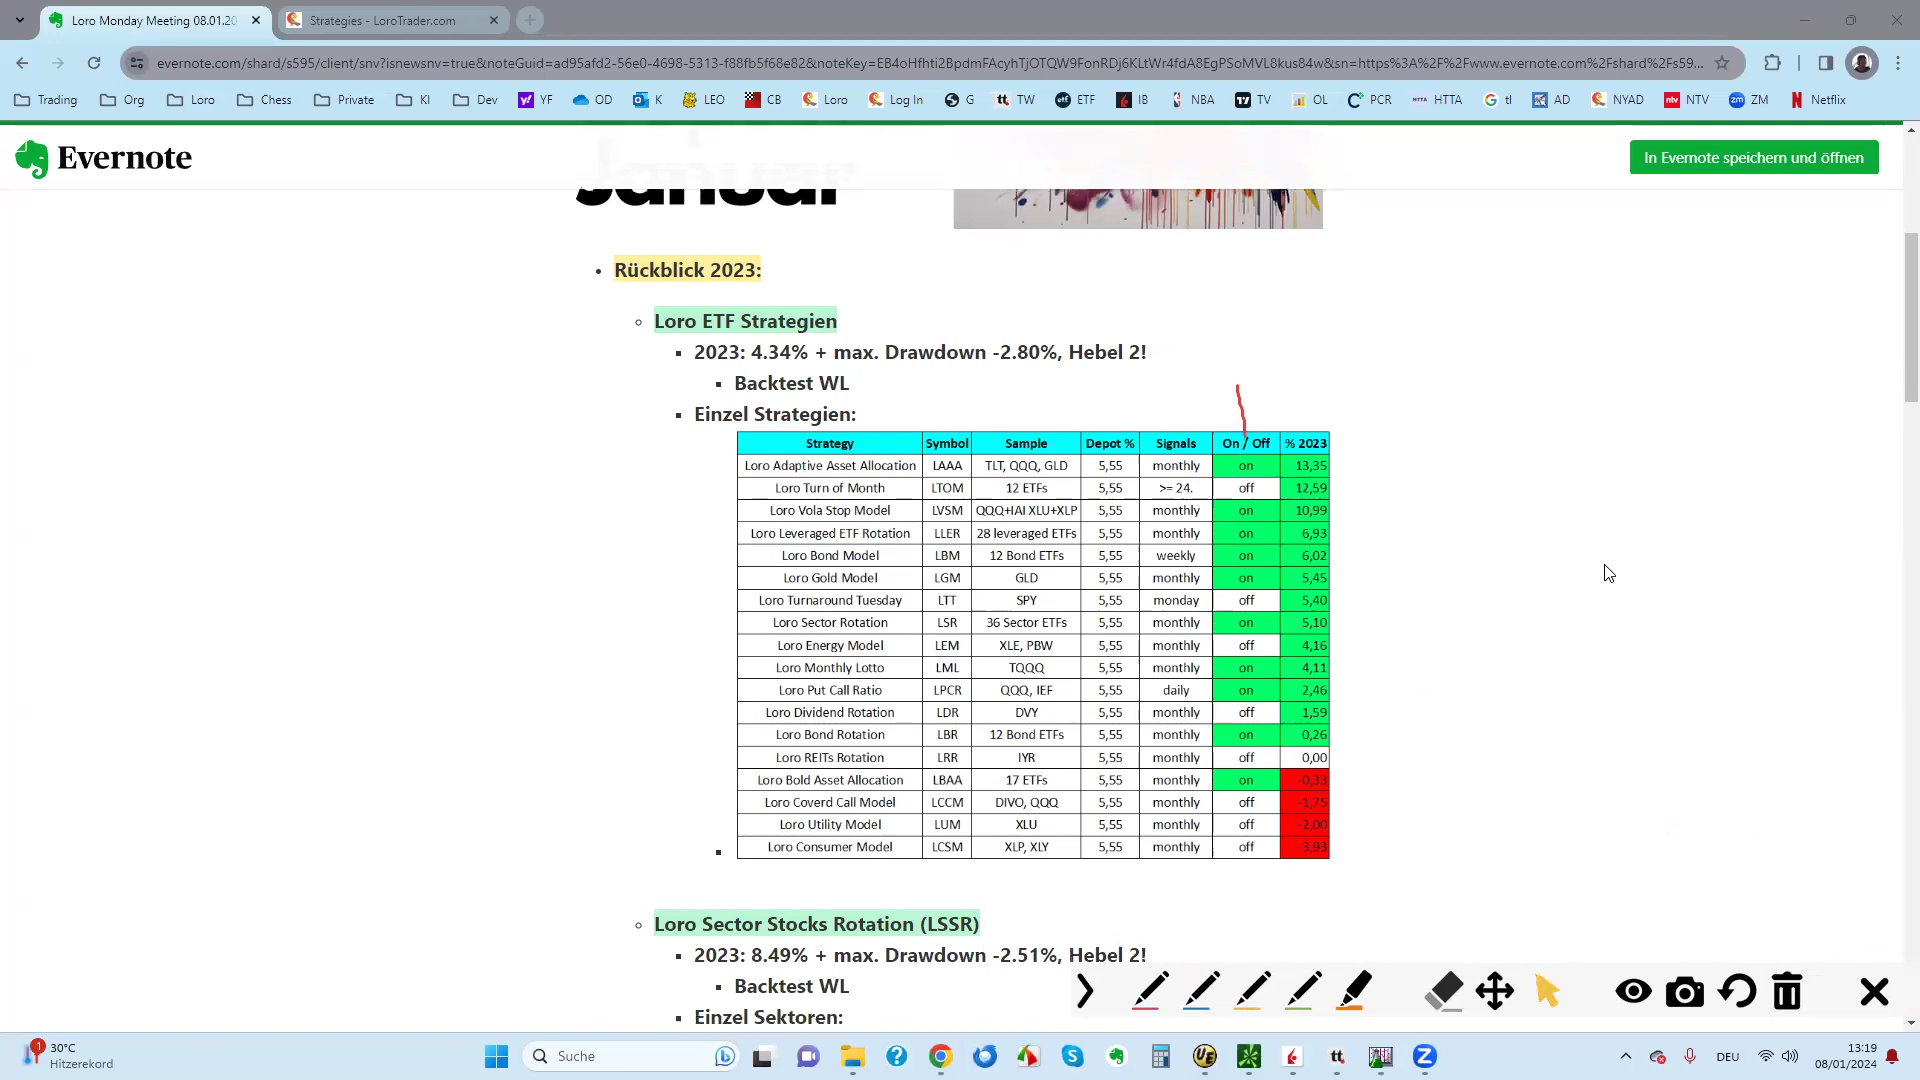 Loro Monday Meeting 08.01.20
Strategies - LoroTrader.com
evernote.com/shard/s595/client/snv?isnewsnv=true&noteGuid=ad95afd2-56e0-4698-5313-f88fb5f68e82&noteKey=EB4oHfhti2BpdmFAcyhTjOTQW9FonRDj6KLtWr4fdA8EgPSoMVL8kus84w&sn=https%3A%2F%2Fwww.evernote.com%2Fshard%2Fs59...
Trading Org Loro Chess Private KI Dev YF OD K LEO CB Loro Log In G TW ETF IB NBA TV OL PCR HTTA tl AD NYAD NTV ZM Netflix
Evernote
In Evernote speichern und öffnen
Januar
Rückblick 2023:
Loro ETF Strategien
2023: 4.34% + max. Drawdown -2.80%, Hebel 2!
Backtest WL
Einzel Strategien:
Strategy Symbol Sample Depot % Signals On / Off % 2023
Loro Adaptive Asset Allocation LAAA TLT, QQQ, GLD 5,55 monthly on 13,35
Loro Turn of Month LTOM 12 ETFs 5,55 >= 24. off 12,59
Loro Vola Stop Model LVSM QQQ+IAI XLU+XLP 5,55 monthly on 10,99
Loro Leveraged ETF Rotation LLER 28 leveraged ETFs 5,55 monthly on 6,93
Loro Bond Model LBM 12 Bond ETFs 5,55 weekly on 6,02
Loro Gold Model LGM GLD 5,55 monthly on 5,45
Loro Turnaround Tuesday LTT SPY 5,55 monday off 5,40
Loro Sector Rotation LSR 36 Sector ETFs 5,55 monthly on 5,10
Loro Energy Model LEM XLE, PBW 5,55 monthly off 4,16
Loro Monthly Lotto LML TQQQ 5,55 monthly on 4,11
Loro Put Call Ratio LPCR QQQ, IEF 5,55 daily on 2,46
Loro Dividend Rotation LDR DVY 5,55 monthly off 1,59
Loro Bond Rotation LBR 12 Bond ETFs 5,55 monthly on 0,26
Loro REITs Rotation LRR IYR 5,55 monthly off 0,00
Loro Bold Asset Allocation LBAA 17 ETFs 5,55 monthly on -0,33
Loro Coverd Call Model LCCM DIVO, QQQ 5,55 monthly off -1,75
Loro Utility Model LUM XLU 5,55 monthly off -2,00
Loro Consumer Model LCSM XLP, XLY 5,55 monthly off -3,93
Loro Sector Stocks Rotation (LSSR)
2023: 8.49% + max. Drawdown -2.51%, Hebel 2!
Backtest WL
Einzel Sektoren:
1 30°C
Hitzerekord
Suche
DEU
13:19
08/01/2024